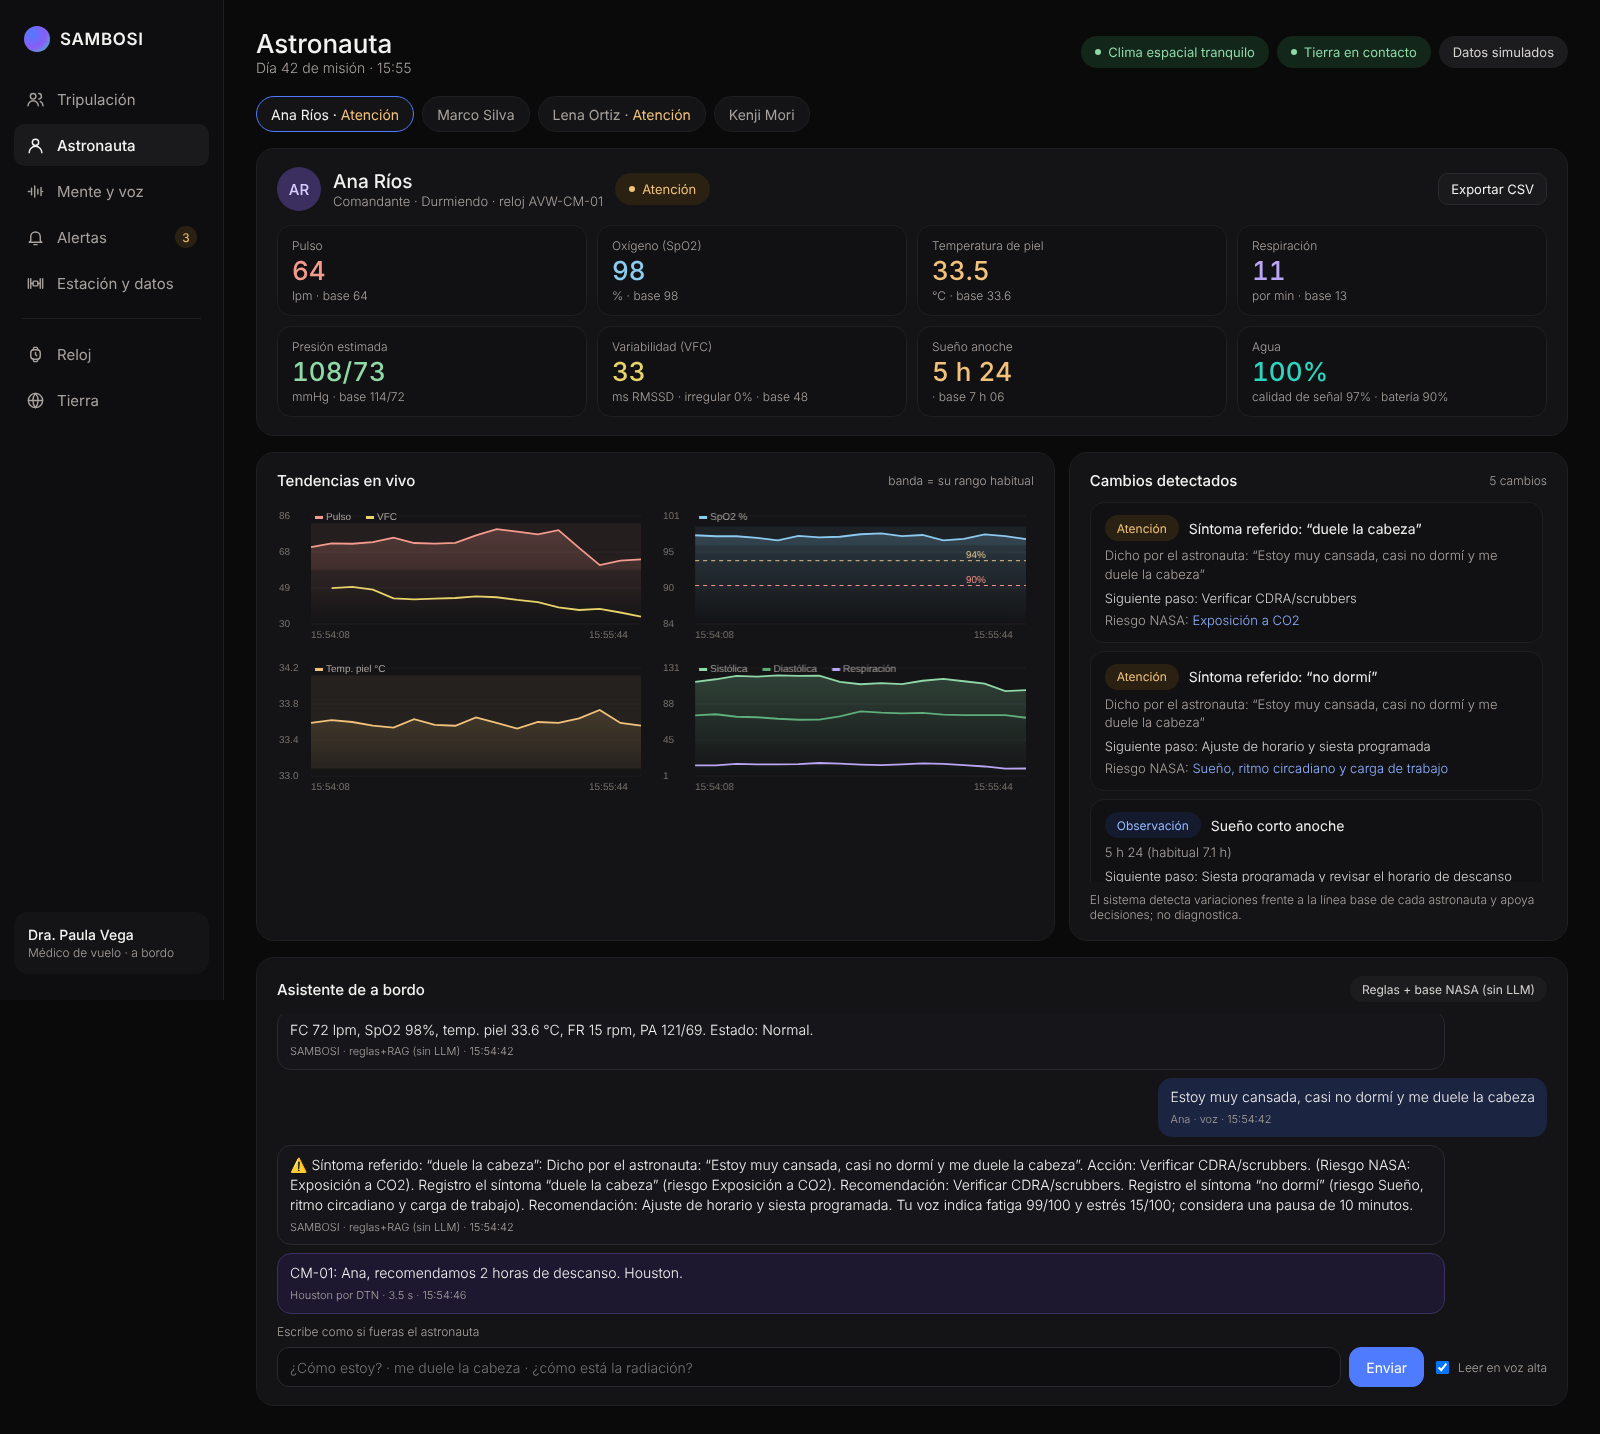 SAMBOSI
Tripulación
Astronauta
Mente y voz
Alertas
3
Estación y datos
Reloj
Tierra
Dra. Paula Vega
Médico de vuelo · a bordo
Astronauta
Día 42 de misión · 15:55
Clima espacial tranquilo
Tierra en contacto
Datos simulados
Ana Ríos · Atención
Marco Silva
Lena Ortiz · Atención
Kenji Mori
AR
Ana Ríos
Comandante · Durmiendo · reloj AVW-CM-01
Atención
Exportar CSV
Pulso
64
lpm · base 64
Oxígeno (SpO2)
98
% · base 98
Temperatura de piel
33.5
°C · base 33.6
Respiración
11
por min · base 13
Presión estimada
108/73
mmHg · base 114/72
Variabilidad (VFC)
33
ms RMSSD · irregular 0% · base 48
Sueño anoche
5 h 24
· base 7 h 06
Agua
100%
calidad de señal 97% · batería 90%
Tendencias en vivo
banda = su rango habitual
86
68
49
30
Pulso
VFC
15:54:08
15:55:44
101
95
90
84
SpO2 %
94%
90%
15:54:08
15:55:44
34.2
33.8
33.4
33.0
Temp. piel °C
15:54:08
15:55:44
131
88
45
1
Sistólica
Diastólica
Respiración
15:54:08
15:55:44
Cambios detectados
5 cambios
Atención
Síntoma referido: “duele la cabeza”
Dicho por el astronauta: “Estoy muy cansada, casi no dormí y me
duele la cabeza”
Siguiente paso: Verificar CDRA/scrubbers
Riesgo NASA: Exposición a CO2
Atención
Síntoma referido: “no dormí”
Dicho por el astronauta: “Estoy muy cansada, casi no dormí y me
duele la cabeza”
Siguiente paso: Ajuste de horario y siesta programada
Riesgo NASA: Sueño, ritmo circadiano y carga de trabajo
Observación
Sueño corto anoche
5 h 24 (habitual 7.1 h)
Siguiente paso: Siesta programada y revisar el horario de descanso
El sistema detecta variaciones frente a la línea base de cada astronauta y apoya
decisiones; no diagnostica.
Asistente de a bordo
Reglas + base NASA (sin LLM)
FC 72 lpm, SpO2 98%, temp. piel 33.6 °C, FR 15 rpm, PA 121/69. Estado: Normal.
SAMBOSI · reglas+RAG (sin LLM) · 15:54:42
Estoy muy cansada, casi no dormí y me duele la cabeza
Ana · voz · 15:54:42
⚠️ Síntoma referido: “duele la cabeza”: Dicho por el astronauta: “Estoy muy cansada, casi no dormí y me duele la cabeza”. Acción: Verificar CDRA/scrubbers. (Riesgo NASA:
Exposición a CO2). Registro el síntoma “duele la cabeza” (riesgo Exposición a CO2). Recomendación: Verificar CDRA/scrubbers. Registro el síntoma “no dormí” (riesgo Sueño,
ritmo circadiano y carga de trabajo). Recomendación: Ajuste de horario y siesta programada. Tu voz indica fatiga 99/100 y estrés 15/100; considera una pausa de 10 minutos.
SAMBOSI · reglas+RAG (sin LLM) · 15:54:42
CM-01: Ana, recomendamos 2 horas de descanso. Houston.
Houston por DTN · 3.5 s · 15:54:46
Escribe como si fueras el astronauta
¿Cómo estoy? · me duele la cabeza · ¿cómo está la radiación?
Enviar
Leer en voz alta